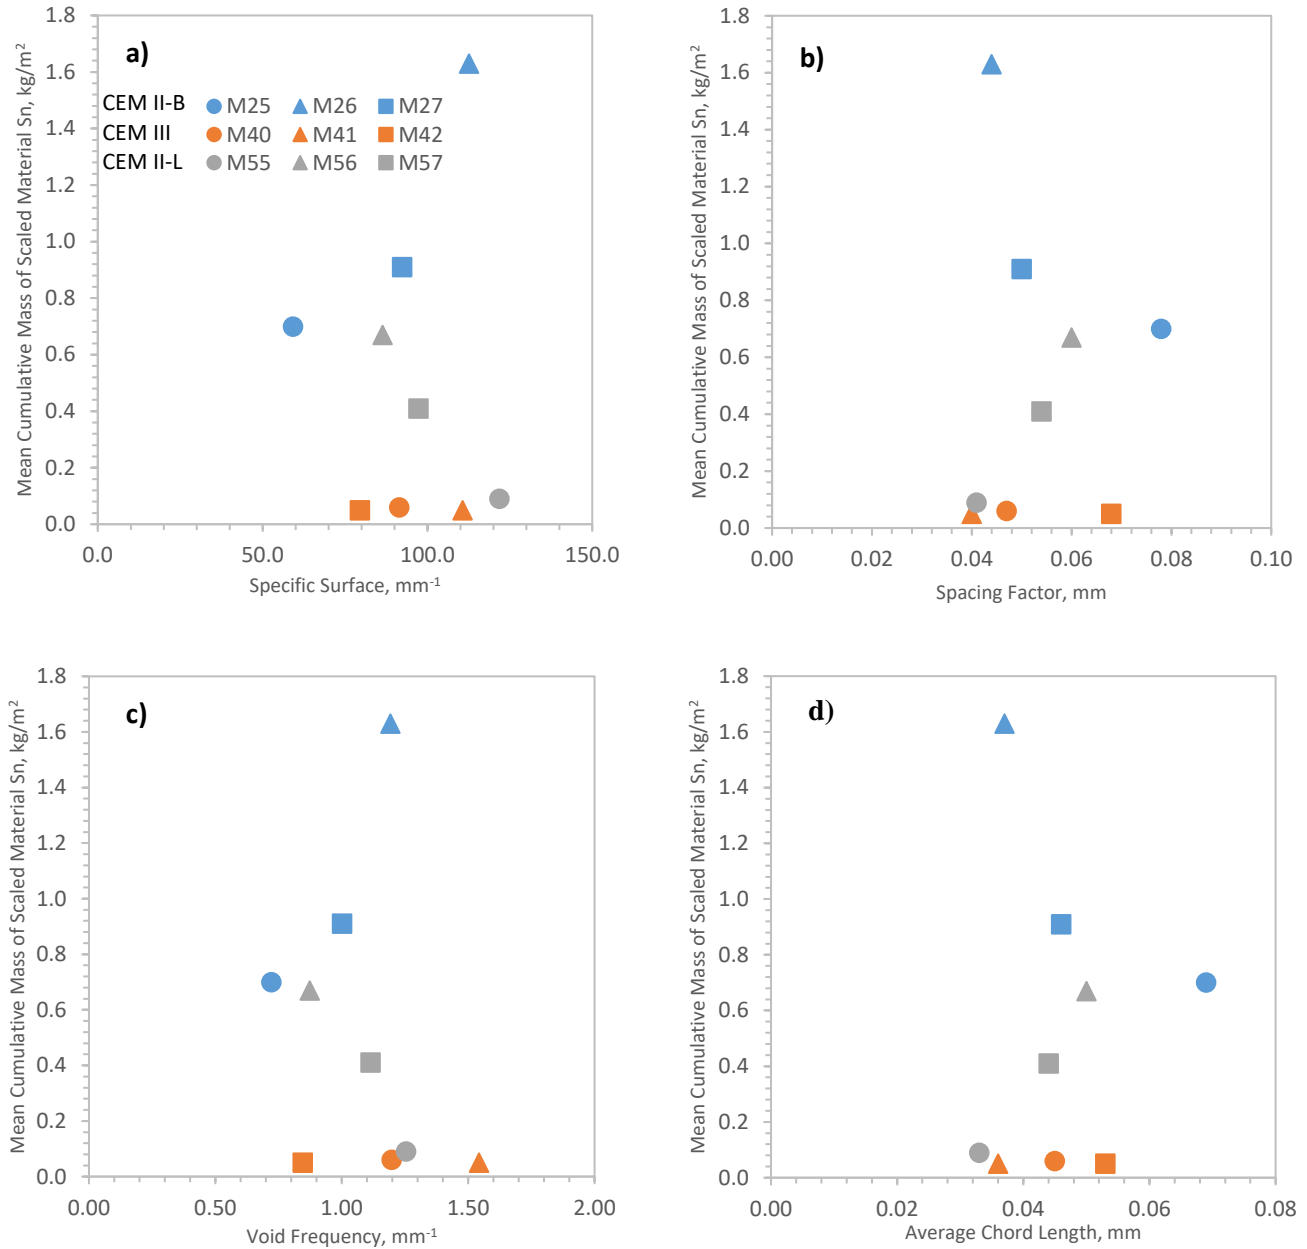 a)
Mean Cumulative Mass of Scaled Material Sn, kg/m²
1.8
1.6
1.4
1.2
1.0
0.8
0.6
0.4
0.2
0.0
CEM II-B M25 M26 M27
CEM III M40 M41 M42
CEM II-L M55 M56 M57
0.0 50.0 100.0 150.0
Specific Surface, mm⁻¹
b)
Mean Cumulative Mass of Scaled Material Sn, kg/m²
1.8
1.6
1.4
1.2
1.0
0.8
0.6
0.4
0.2
0.0
0.00 0.02 0.04 0.06 0.08 0.10
Spacing Factor, mm
c)
Mean Cumulative Mass of Scaled Material Sn, kg/m²
1.8
1.6
1.4
1.2
1.0
0.8
0.6
0.4
0.2
0.0
0.00 0.50 1.00 1.50 2.00
Void Frequency, mm⁻¹
d)
Mean Cumulative Mass of Scaled Material Sn, kg/m²
1.8
1.6
1.4
1.2
1.0
0.8
0.6
0.4
0.2
0.0
0.00 0.02 0.04 0.06 0.08
Average Chord Length, mm